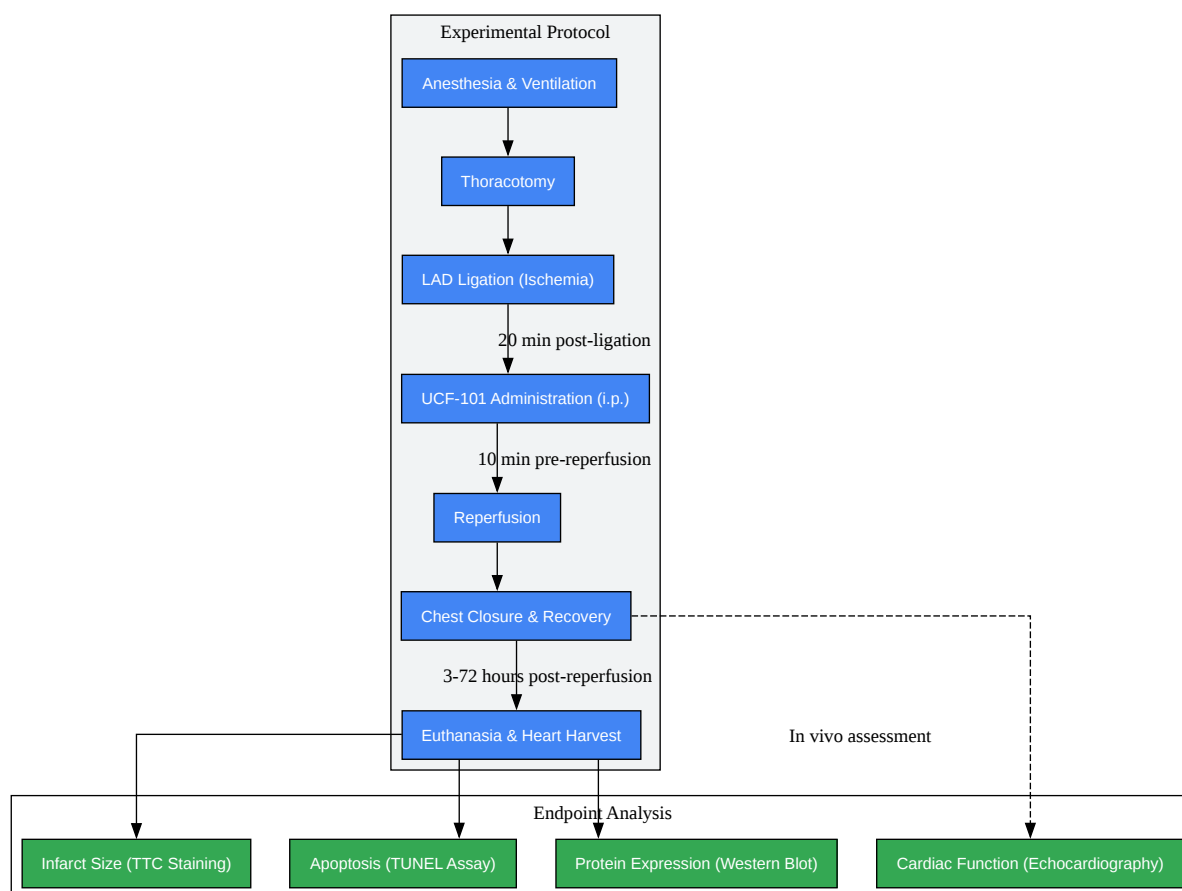 Experimental Protocol
Anesthesia & Ventilation
Thoracotomy
LAD Ligation (Ischemia)
20 min post-ligation
UCF-101 Administration (i.p.)
10 min pre-reperfusion
Reperfusion
Chest Closure & Recovery
3-72 hours post-reperfusion
Euthanasia & Heart Harvest
In vivo assessment
Endpoint Analysis
Infarct Size (TTC Staining)
Apoptosis (TUNEL Assay)
Protein Expression (Western Blot)
Cardiac Function (Echocardiography)